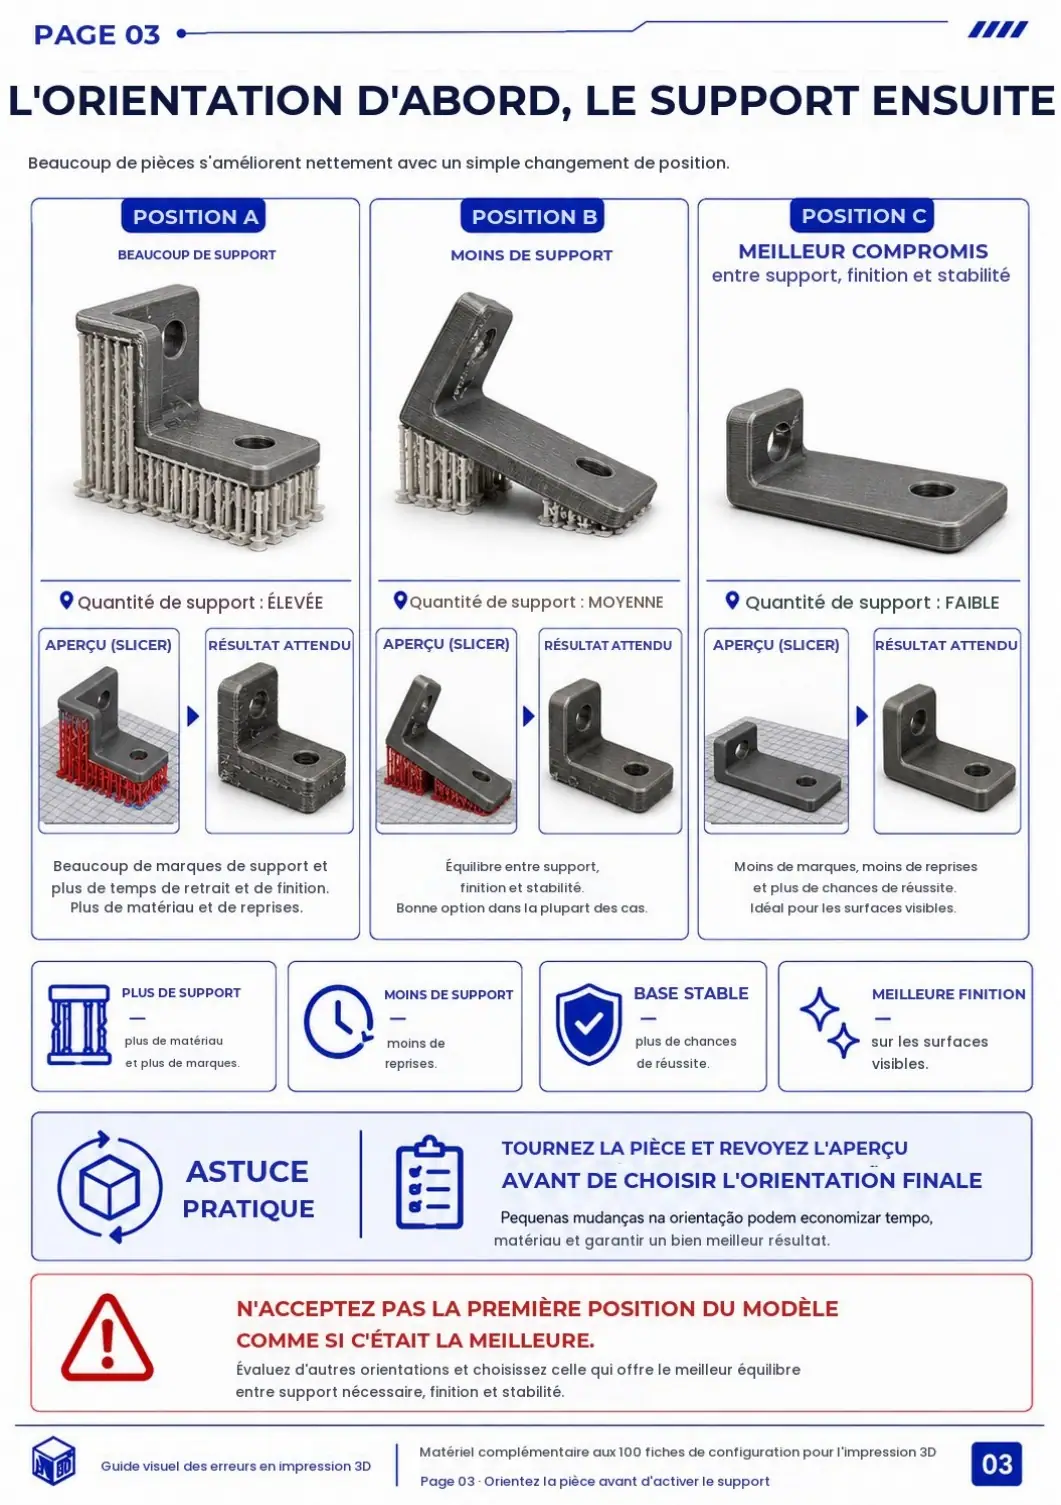 PAGE 03
L'ORIENTATION D'ABORD, LE SUPPORT ENSUITE
Beaucoup de pièces s'améliorent nettement avec un simple changement de position.
POSITION A
BEAUCOUP DE SUPPORT
Quantité de support : ÉLEVÉE
APERÇU (SLICER)
RÉSULTAT ATTENDU
Beaucoup de marques de support et
plus de temps de retrait et de finition.
Plus de matériau et de reprises.
POSITION B
MOINS DE SUPPORT
Quantité de support : MOYENNE
APERÇU (SLICER)
RÉSULTAT ATTENDU
Équilibre entre support,
finition et stabilité.
Bonne option dans la plupart des cas.
POSITION C
MEILLEUR COMPROMIS
entre support, finition et stabilité
Quantité de support : FAIBLE
APERÇU (SLICER)
RÉSULTAT ATTENDU
Moins de marques, moins de reprises
et plus de chances de réussite.
Idéal pour les surfaces visibles.
PLUS DE SUPPORT
plus de matériau
et plus de marques.
MOINS DE SUPPORT
moins de
reprises.
BASE STABLE
plus de chances
de réussite.
MEILLEURE FINITION
sur les surfaces
visibles.
ASTUCE
PRATIQUE
TOURNEZ LA PIÈCE ET REVOYEZ L'APERÇU
AVANT DE CHOISIR L'ORIENTATION FINALE
Pequenas mudanças na orientação podem economizar tempo,
matériau et garantir un bien meilleur résultat.
N'ACCEPTEZ PAS LA PREMIÈRE POSITION DU MODÈLE
COMME SI C'ÉTAIT LA MEILLEURE.
Évaluez d'autres orientations et choisissez celle qui offre le meilleur équilibre
entre support nécessaire, finition et stabilité.
Guide visuel des erreurs en impression 3D
Matériel complémentaire aux 100 fiches de configuration pour l'impression 3D
Page 03 · Orientez la pièce avant d'activer le support
03